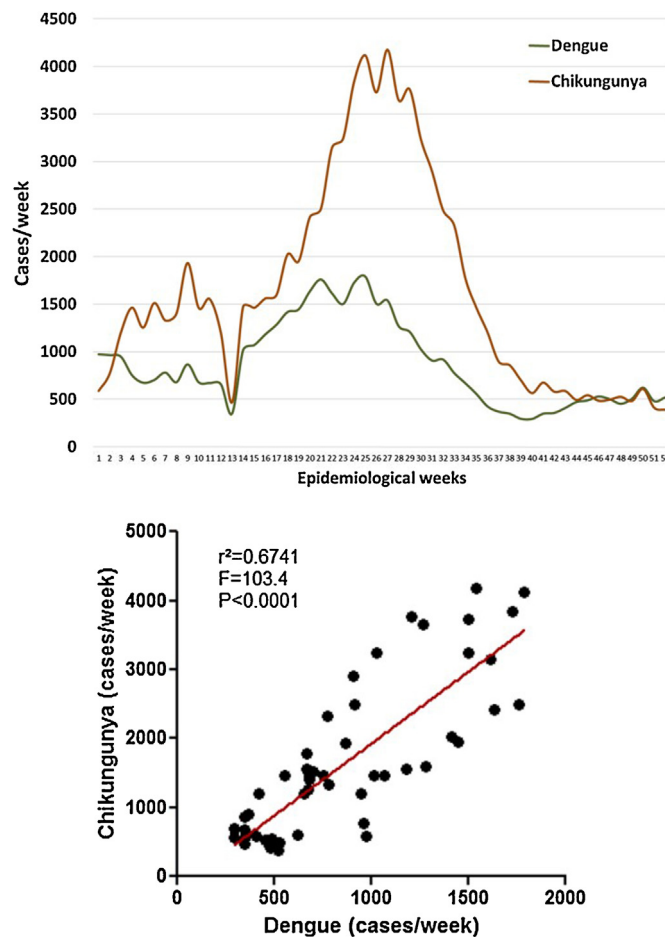 4500
4000
3500
3000
2500
2000
1500
1000
500
0
Cases/week
Dengue
Chikungunya
1 2 3 4 5 6 7 8 9 10 11 12 13 14 15 16 17 18 19 20 21 22 23 24 25 26 27 28 29 30 31 32 33 34 35 36 37 38 39 40 41 42 43 44 45 46 47 48 49 50 51 5
Epidemiological weeks
5000
4000
3000
2000
1000
0
Chikungunya (cases/week)
r²=0.6741
F=103.4
P<0.0001
0 500 1000 1500 2000
Dengue (cases/week)